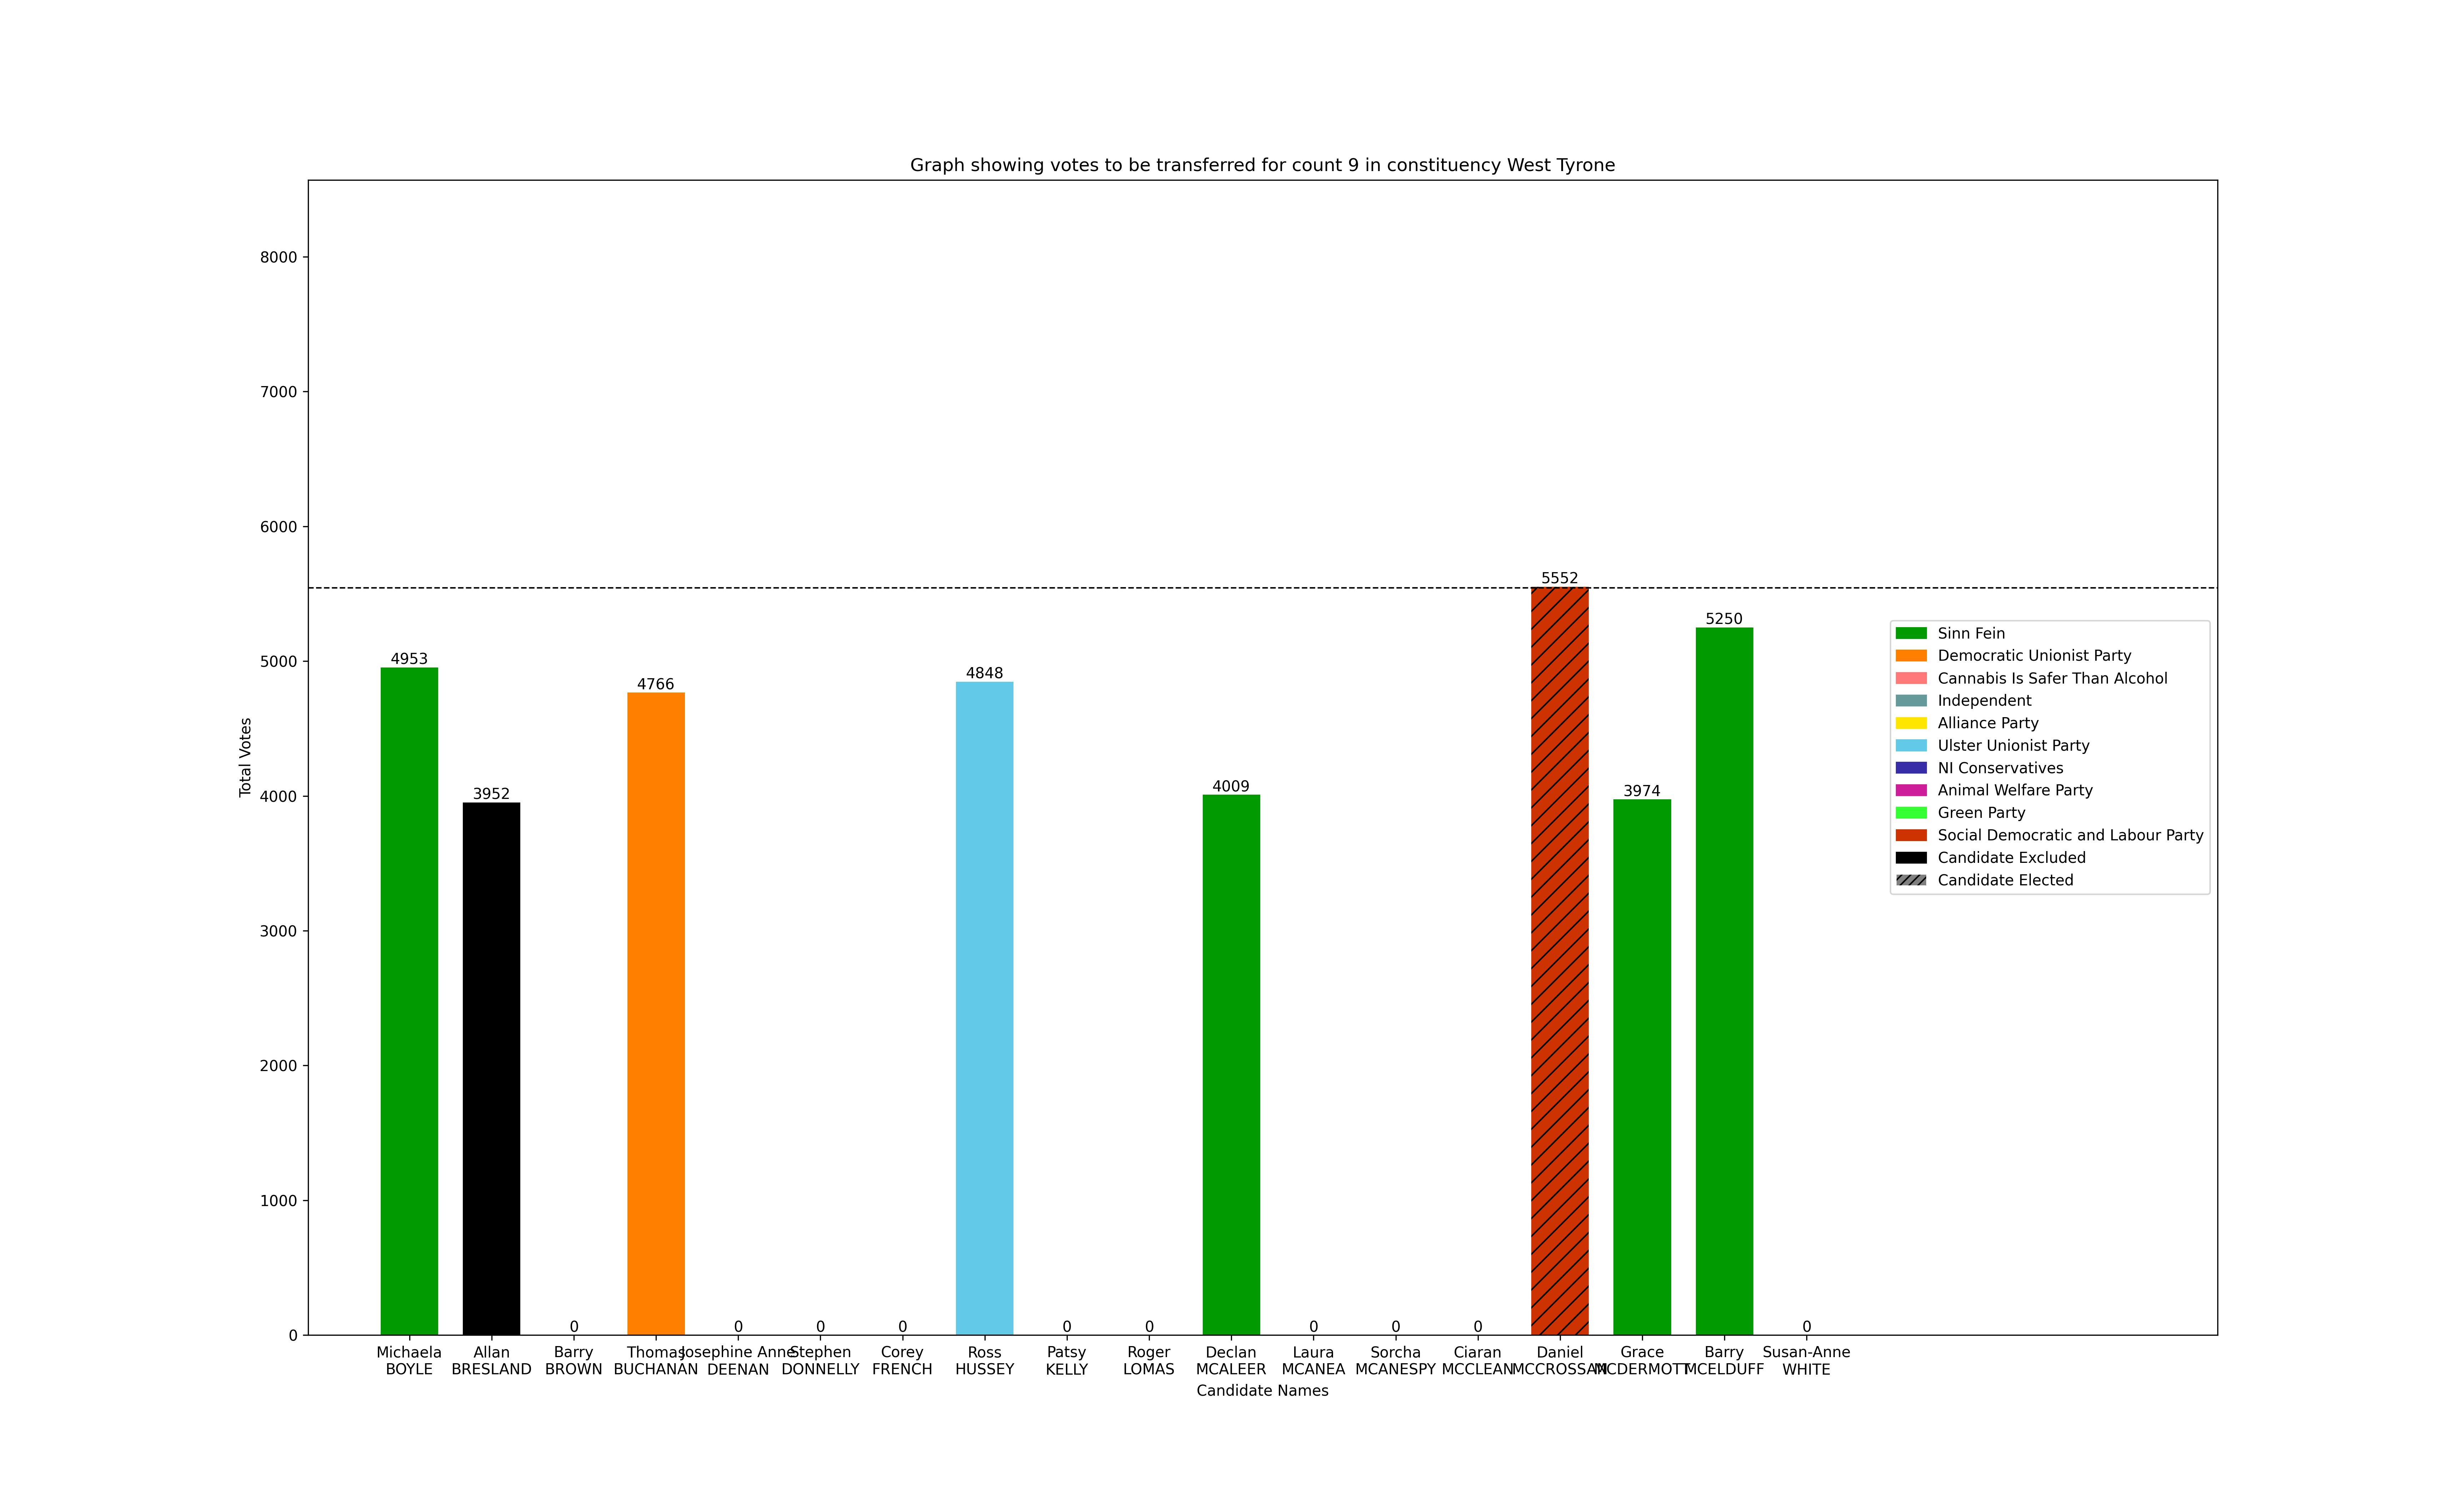 Graph showing votes to be transferred for count 9 in constituency West Tyrone
8000
7000
6000
5000
4000
3000
2000
1000
0
Total Votes
4953
3952
0
4766
0
0
0
4848
0
0
4009
0
0
0
5552
3974
5250
0
Sinn Fein
Democratic Unionist Party
Cannabis Is Safer Than Alcohol
Independent
Alliance Party
Ulster Unionist Party
NI Conservatives
Animal Welfare Party
Green Party
Social Democratic and Labour Party
Candidate Excluded
Candidate Elected
Michaela
BOYLE
Allan
BRESLAND
Barry
BROWN
Thomas
BUCHANAN
Josephine Anne
DEENAN
Stephen
DONNELLY
Corey
FRENCH
Ross
HUSSEY
Patsy
KELLY
Roger
LOMAS
Declan
MCALEER
Laura
MCANEA
Sorcha
MCANESPY
Ciaran
MCCLEAN
Daniel
MCCROSSAN
Grace
MCDERMOTT
Barry
MCELDUFF
Susan-Anne
WHITE
Candidate Names